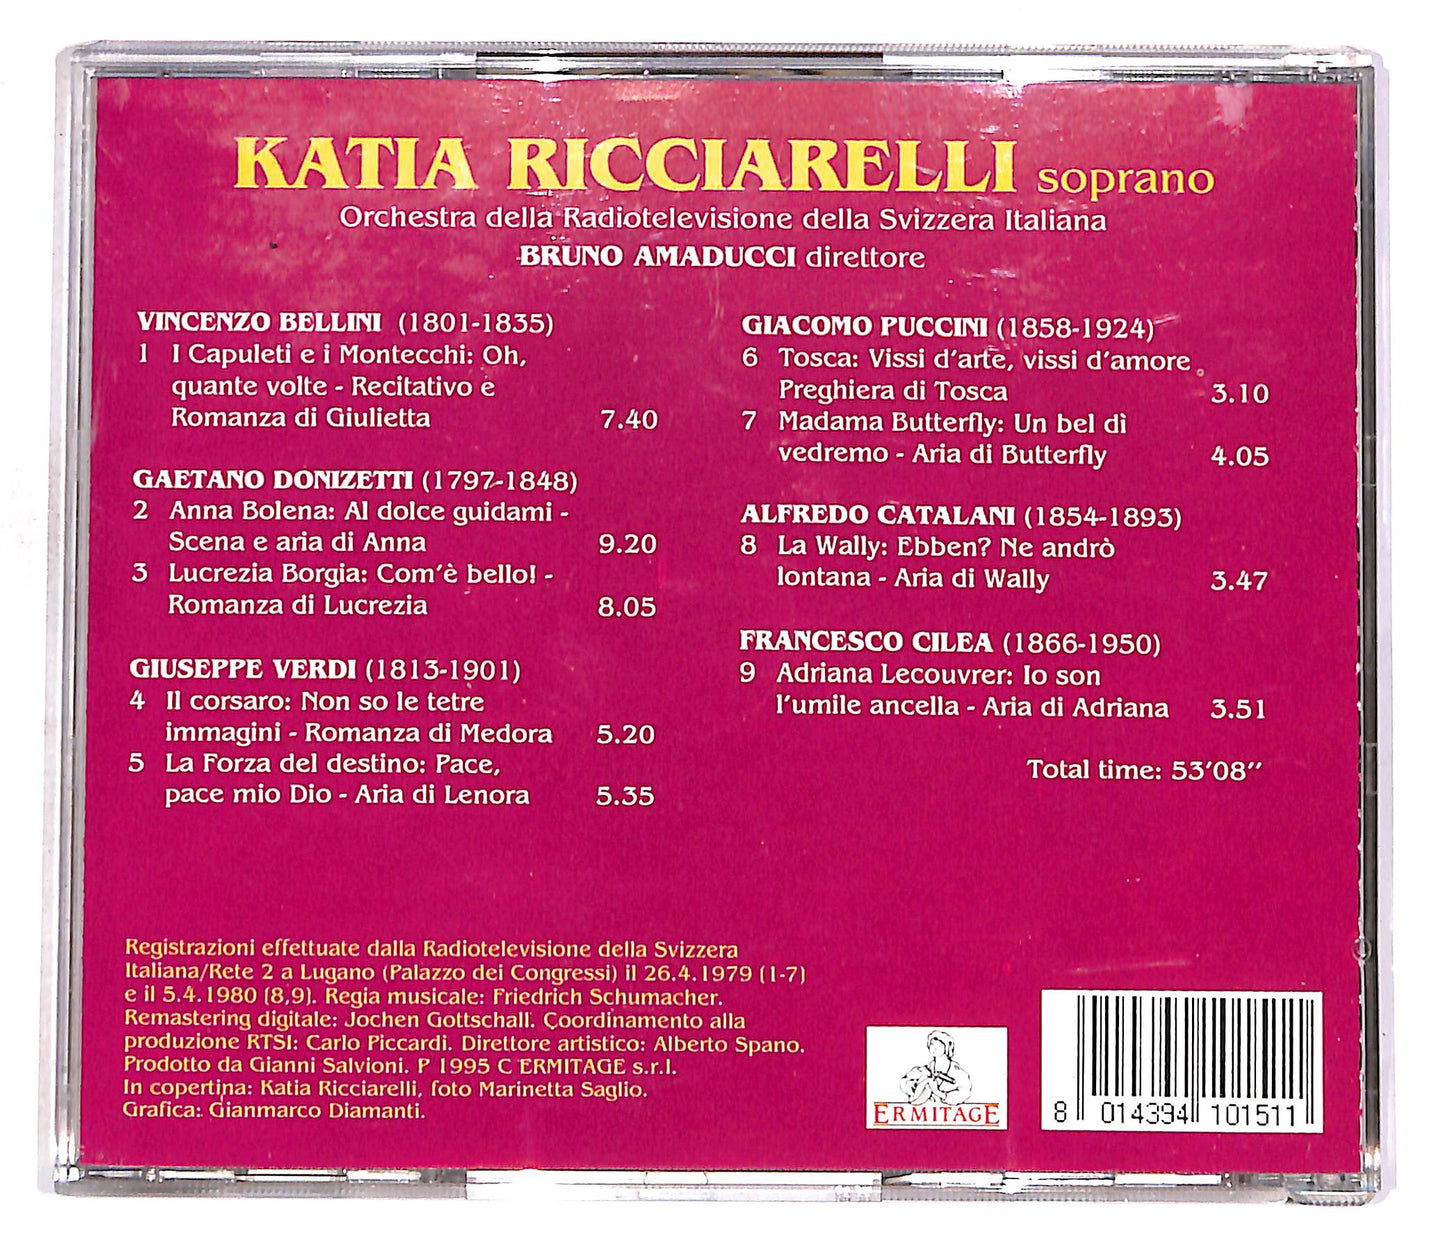 KATIA RICCIARELLI soprano
Orchestra della Radiotelevisione della Svizzera Italiana
BRUNO AMADUCCI direttore
VINCENZO BELLINI (1801-1835)
1 I Capuleti e i Montecchi: Oh,
quante volte - Recitativo e
Romanza di Giulietta 7.40
GAETANO DONIZETTI (1797-1848)
2 Anna Bolena: Al dolce guidami -
Scena e aria di Anna 9.20
3 Lucrezia Borgia: Com'è bello! -
Romanza di Lucrezia 8.05
GIUSEPPE VERDI (1813-1901)
4 Il corsaro: Non so le tetre
immagini - Romanza di Medora 5.20
5 La Forza del destino: Pace,
pace mio Dio - Aria di Lenora 5.35
GIACOMO PUCCINI (1858-1924)
6 Tosca: Vissi d'arte, vissi d'amore
Preghiera di Tosca 3.10
7 Madama Butterfly: Un bel dì
vedremo - Aria di Butterfly 4.05
ALFREDO CATALANI (1854-1893)
8 La Wally: Ebben? Ne andrò
lontana - Aria di Wally 3.47
FRANCESCO CILEA (1866-1950)
9 Adriana Lecouvrer: Io son
l'umile ancella - Aria di Adriana 3.51
Total time: 53'08"
Registrazioni effettuate dalla Radiotelevisione della Svizzera
Italiana/Rete 2 a Lugano (Palazzo dei Congressi) il 26.4.1979 (1-7)
e il 5.4.1980 (8,9). Regia musicale: Friedrich Schumacher.
Remastering digitale: Jochen Gottschall. Coordinamento alla
produzione RTSI: Carlo Piccardi. Direttore artistico: Alberto Spano.
Prodotto da Gianni Salvioni. P 1995 C ERMITAGE s.r.l.
In copertina: Katia Ricciarelli, foto Marinetta Saglio.
Grafica: Gianmarco Diamanti.
ERMITAGE
8 014394 101511